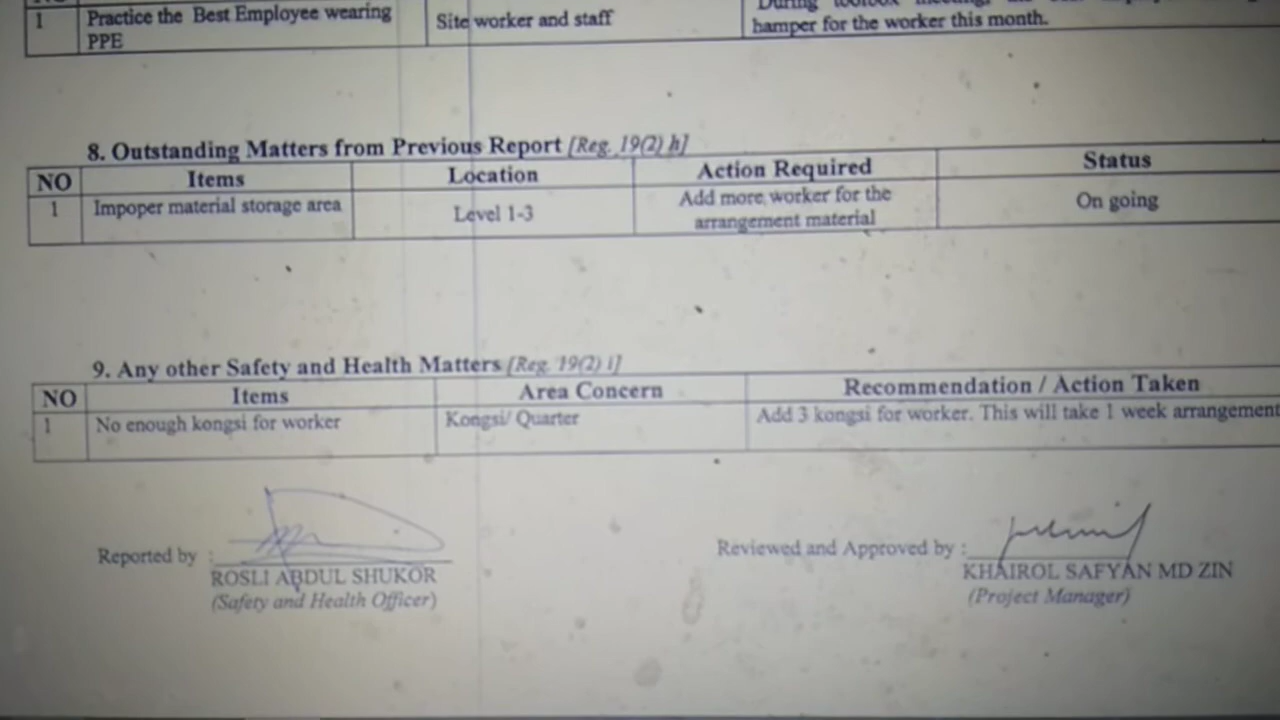 1 Practice the Best Employee wearing PPE Site worker and staff hamper for the worker this month.
8. Outstanding Matters from Previous Report [Reg. 19(2) h]
NO Items Location Action Required Status
1 Impoper material storage area Level 1-3 Add more worker for the arrangement material On going
9. Any other Safety and Health Matters [Reg. 19(2) i]
NO Items Area Concern Recommendation / Action Taken
1 No enough kongsi for worker Kongsi/ Quarter Add 3 kongsi for worker. This will take 1 week arrangement
Reported by : Reviewed and Approved by :
ROSLI ABDUL SHUKOR KHAIROL SAFYAN MD ZIN
(Safety and Health Officer) (Project Manager)